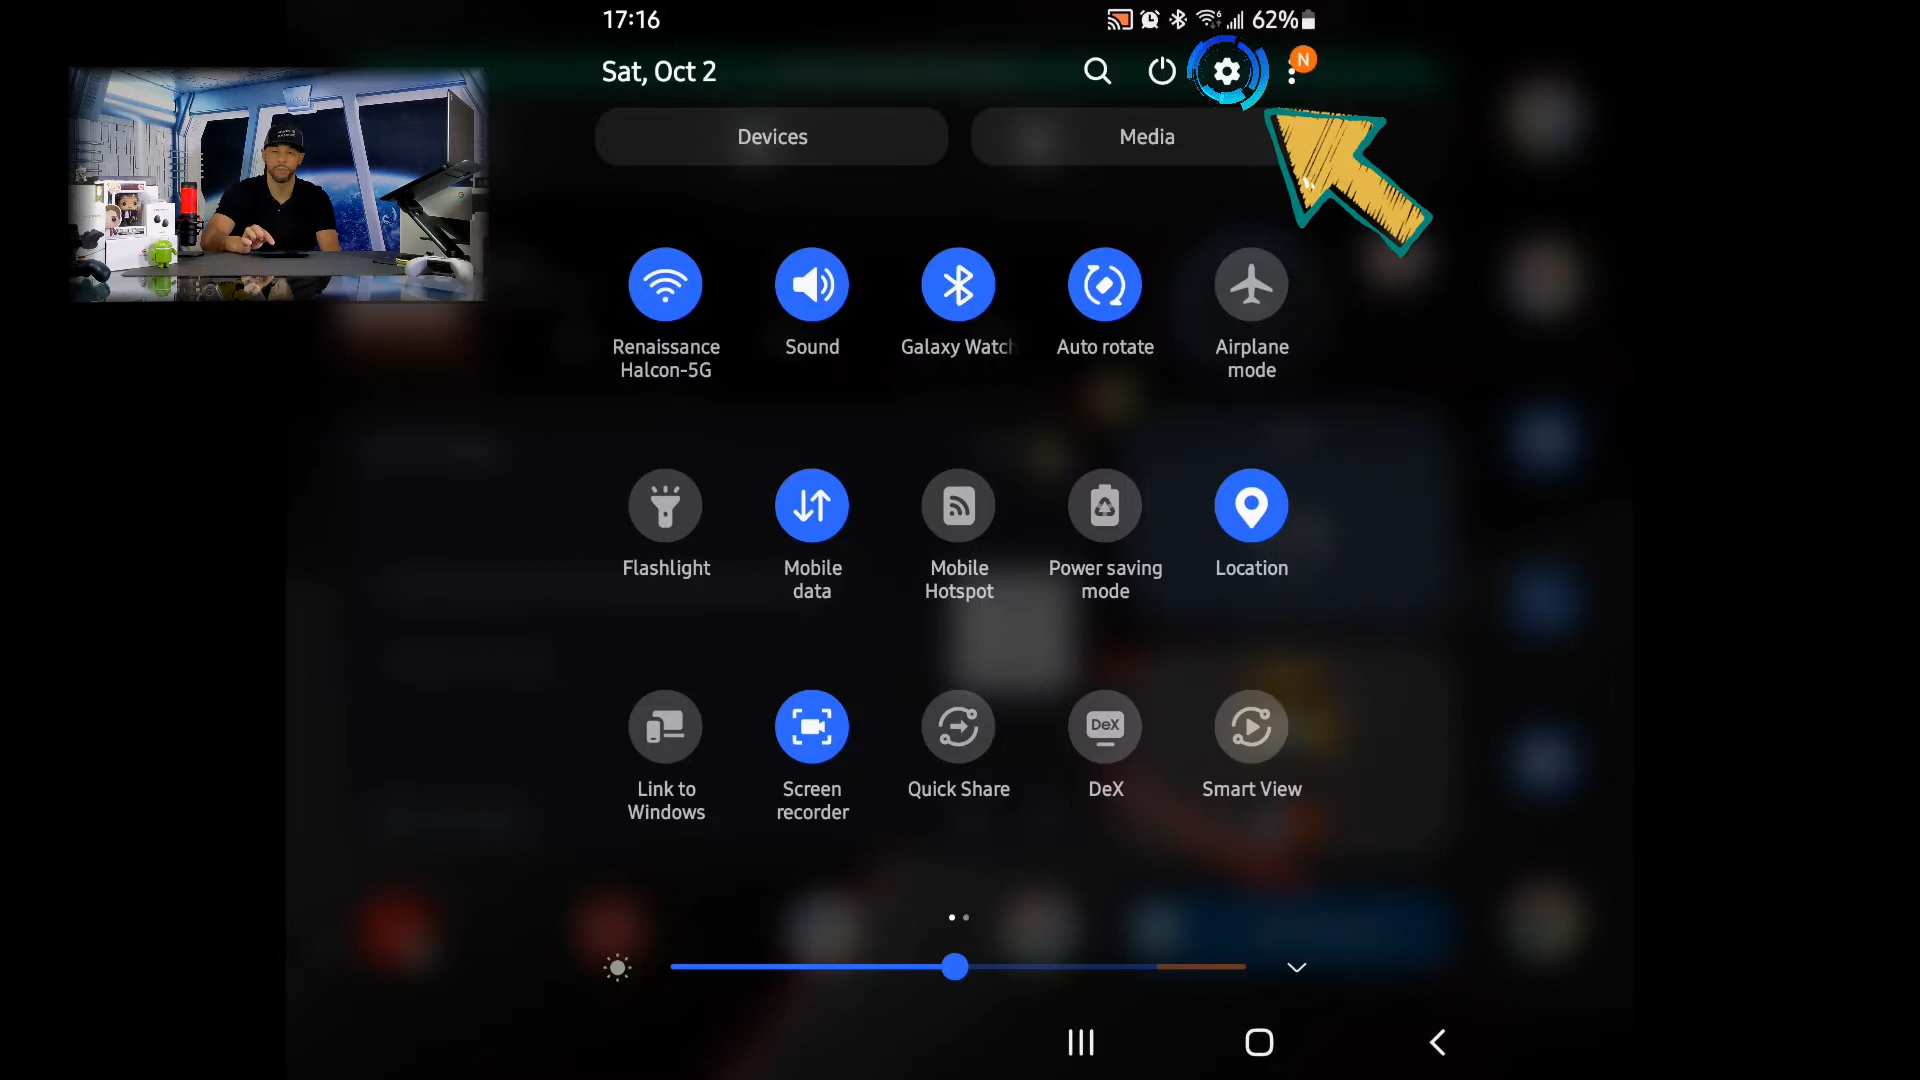 17:16
62%
Sat, Oct 2
N
Devices
Media
Renaissance
Halcon-5G
Sound
Galaxy Watch
Auto rotate
Airplane
mode
Flashlight
Mobile
data
Mobile
Hotspot
Power saving
mode
Location
Link to
Windows
Screen
recorder
Quick Share
DeX
DeX
Smart View